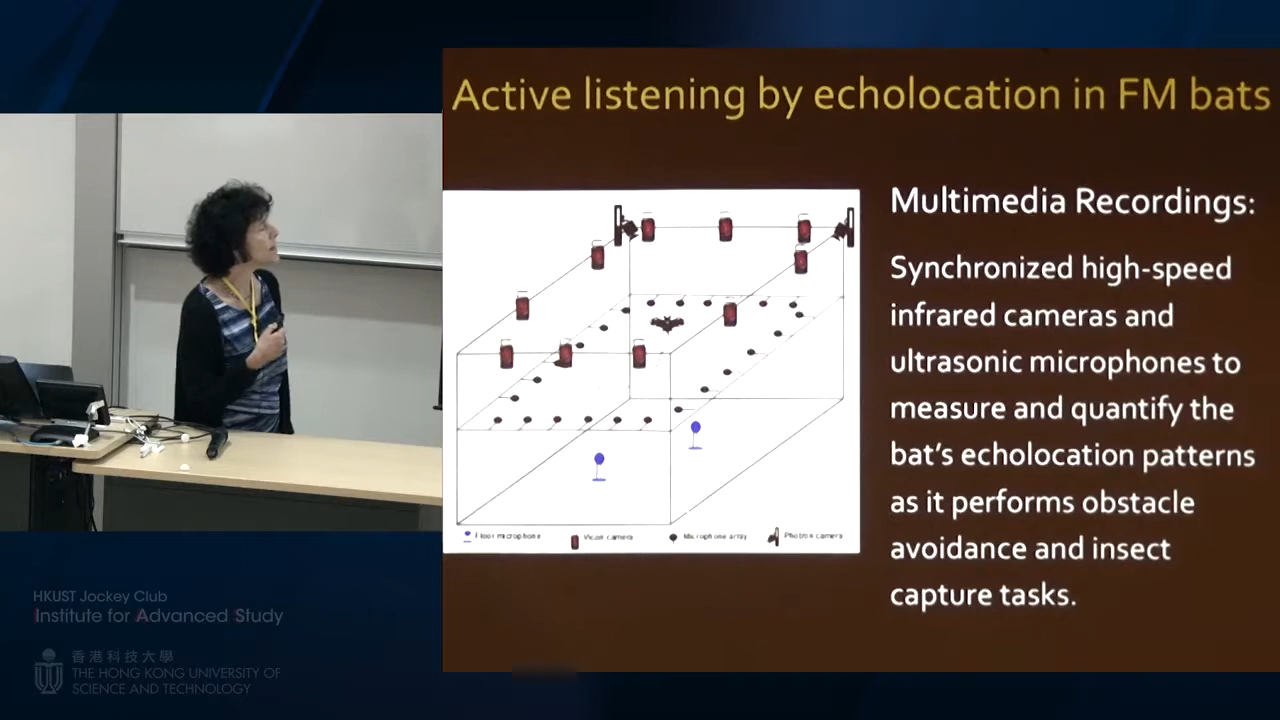 Active listening by echolocation in FM bats
Multimedia Recordings:
Synchronized high-speed
infrared cameras and
ultrasonic microphones to
measure and quantify the
bat's echolocation patterns
as it performs obstacle
avoidance and insect
capture tasks.
Floor microphone
Vicon camera
Microphone array
Photron camera
HKUST Jockey Club
Institute for Advanced Study
香港科技大學
THE HONG KONG UNIVERSITY OF
SCIENCE AND TECHNOLOGY